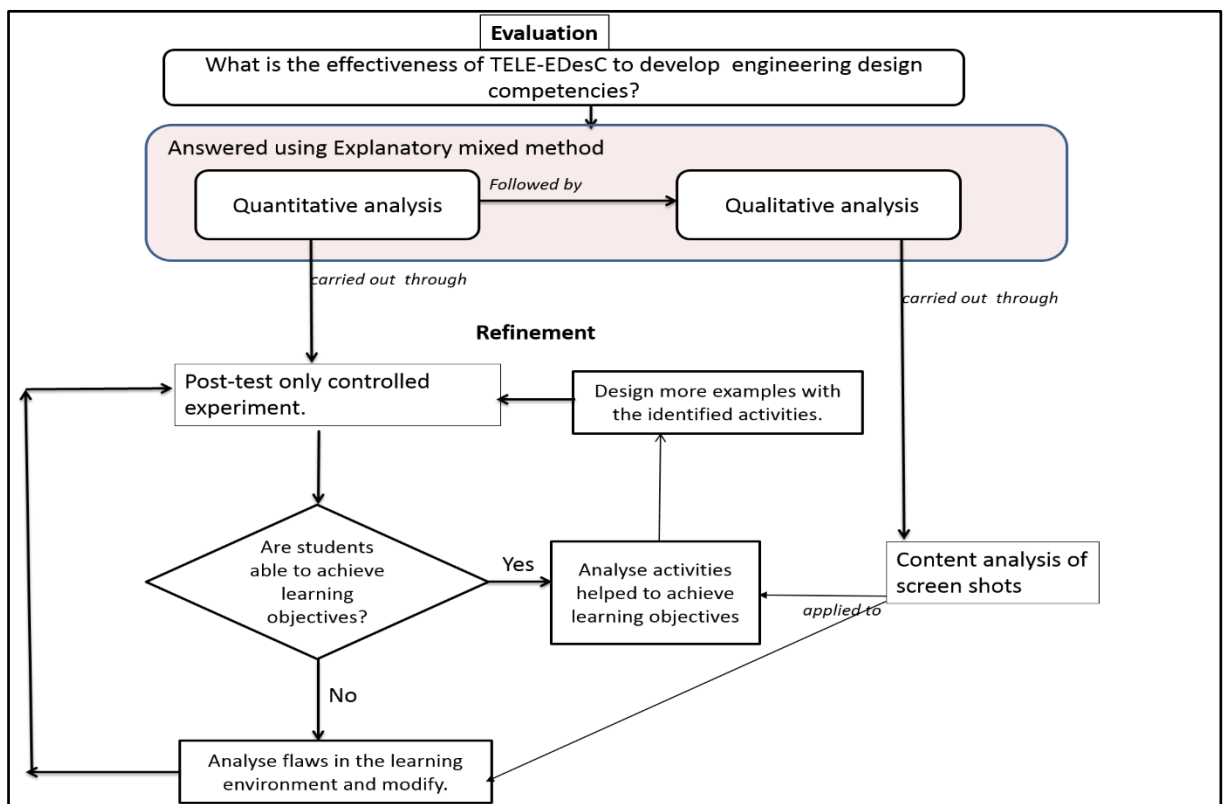 Evaluation
What is the effectiveness of TELE-EDesC to develop engineering design
competencies?
Answered using Explanatory mixed method
Quantitative analysis
Followed by
Qualitative analysis
carried out through
carried out through
Refinement
Post-test only controlled
experiment.
Design more examples with
the identified activities.
Are students
able to achieve
learning
objectives?
Yes
Analyse activities
helped to achieve
learning objectives
applied to
Content analysis of
screen shots
No
Analyse flaws in the learning
environment and modify.